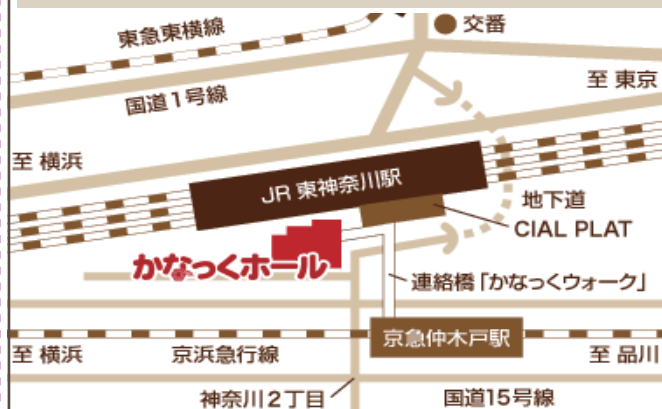 交番
東急東横線
至 東京
国道1号線
至 横浜
JR 東神奈川駅
地下道
CIAL PLAT
かなっくホール
連絡橋「かなっくウォーク」
京急仲木戸駅
至 横浜
京浜急行線
至 品川
神奈川2丁目
国道15号線